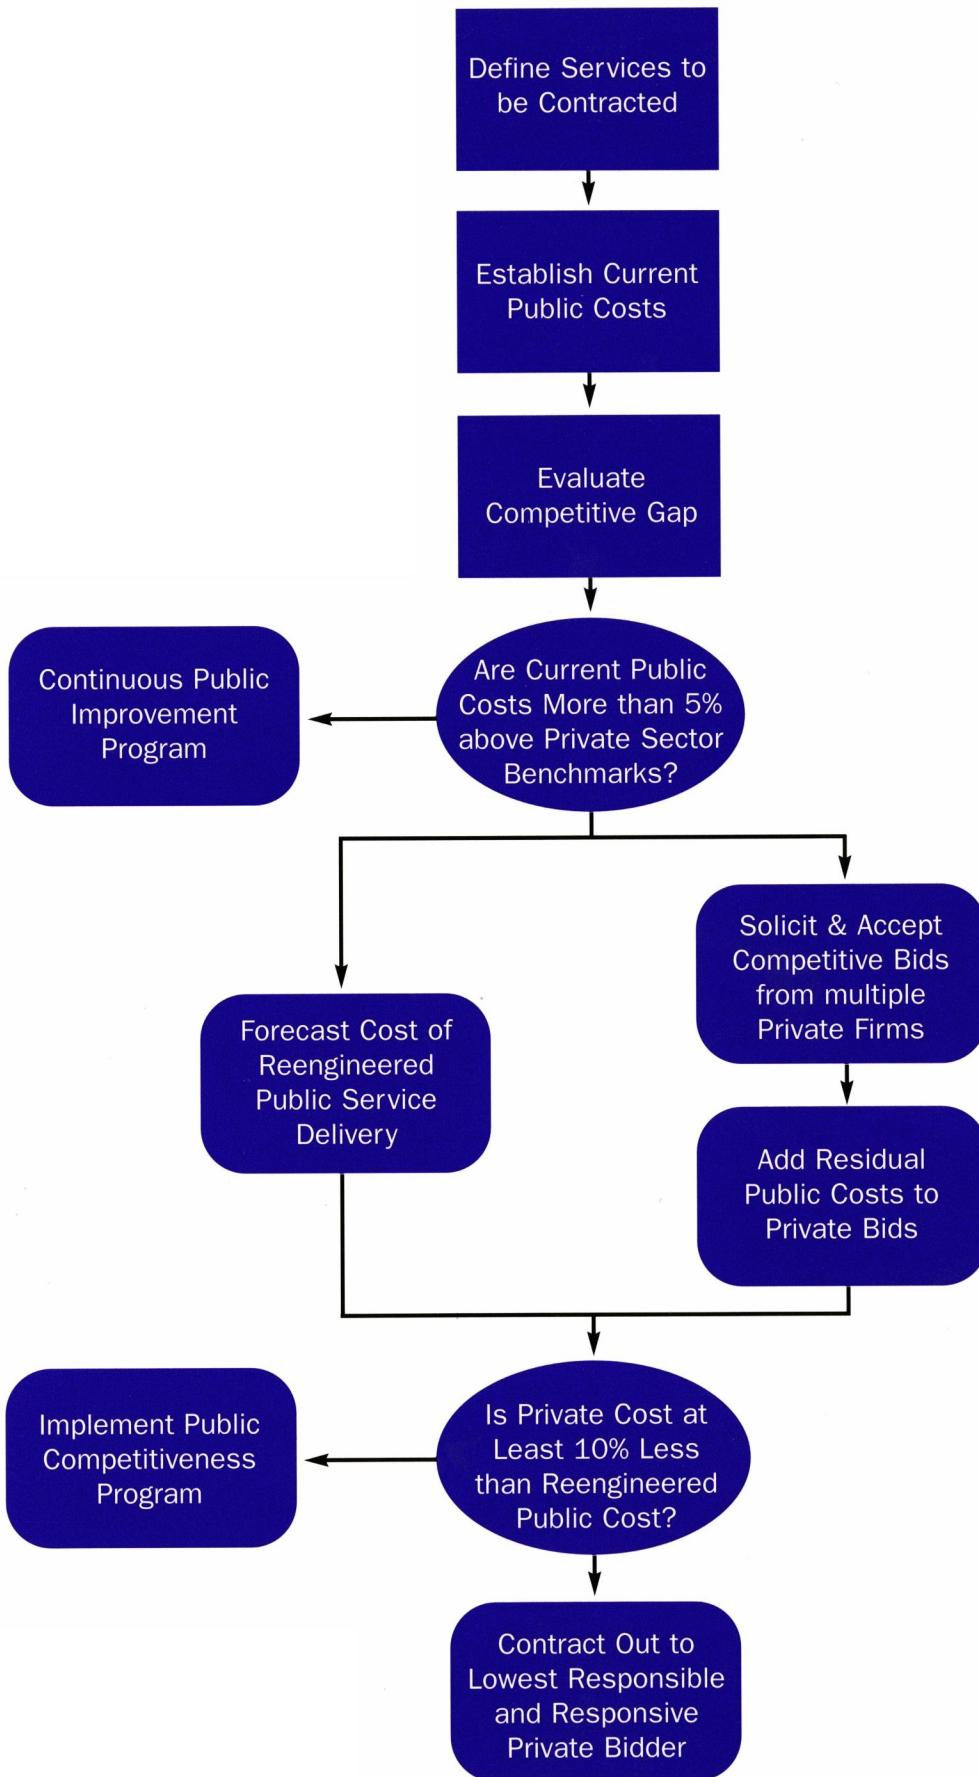 Define Services to
be Contracted
Establish Current
Public Costs
Evaluate
Competitive Gap
Are Current Public
Costs More than 5%
above Private Sector
Benchmarks?
Continuous Public
Improvement
Program
Solicit & Accept
Competitive Bids
from multiple
Private Firms
Forecast Cost of
Reengineered
Public Service
Delivery
Add Residual
Public Costs to
Private Bids
Is Private Cost at
Least 10% Less
than Reengineered
Public Cost?
Implement Public
Competitiveness
Program
Contract Out to
Lowest Responsible
and Responsive
Private Bidder